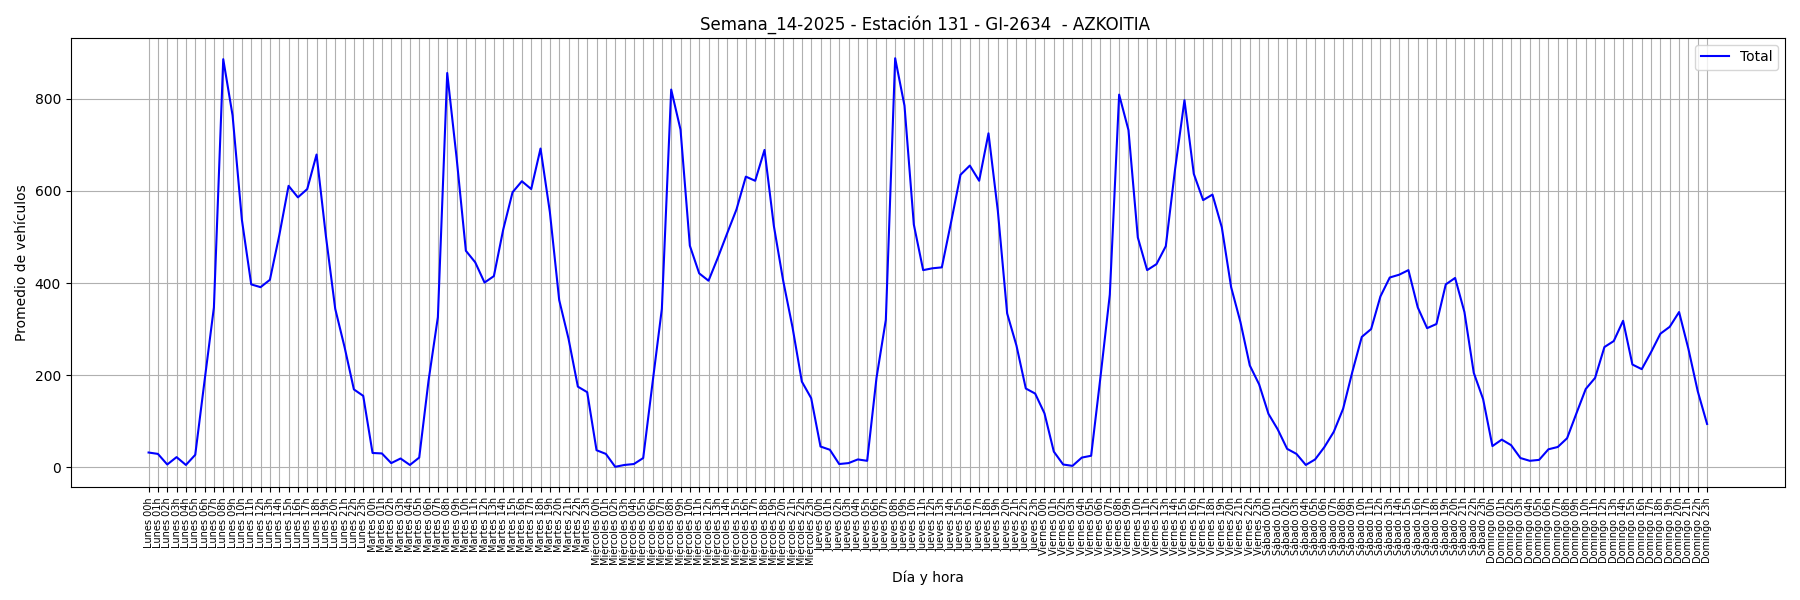 Semana_14-2025 - Estación 131 - GI-2634  - AZKOITIA
Total
Promedio de vehículos
800
600
400
200
0
Lunes 00h
Lunes 01h
Lunes 02h
Lunes 03h
Lunes 04h
Lunes 05h
Lunes 06h
Lunes 07h
Lunes 08h
Lunes 09h
Lunes 10h
Lunes 11h
Lunes 12h
Lunes 13h
Lunes 14h
Lunes 15h
Lunes 16h
Lunes 17h
Lunes 18h
Lunes 19h
Lunes 20h
Lunes 21h
Lunes 22h
Lunes 23h
Martes 00h
Martes 01h
Martes 02h
Martes 03h
Martes 04h
Martes 05h
Martes 06h
Martes 07h
Martes 08h
Martes 09h
Martes 10h
Martes 11h
Martes 12h
Martes 13h
Martes 14h
Martes 15h
Martes 16h
Martes 17h
Martes 18h
Martes 19h
Martes 20h
Martes 21h
Martes 22h
Martes 23h
Miércoles 00h
Miércoles 01h
Miércoles 02h
Miércoles 03h
Miércoles 04h
Miércoles 05h
Miércoles 06h
Miércoles 07h
Miércoles 08h
Miércoles 09h
Miércoles 10h
Miércoles 11h
Miércoles 12h
Miércoles 13h
Miércoles 14h
Miércoles 15h
Miércoles 16h
Miércoles 17h
Miércoles 18h
Miércoles 19h
Miércoles 20h
Miércoles 21h
Miércoles 22h
Miércoles 23h
Jueves 00h
Jueves 01h
Jueves 02h
Jueves 03h
Jueves 04h
Jueves 05h
Jueves 06h
Jueves 07h
Jueves 08h
Jueves 09h
Jueves 10h
Jueves 11h
Jueves 12h
Jueves 13h
Jueves 14h
Jueves 15h
Jueves 16h
Jueves 17h
Jueves 18h
Jueves 19h
Jueves 20h
Jueves 21h
Jueves 22h
Jueves 23h
Viernes 00h
Viernes 01h
Viernes 02h
Viernes 03h
Viernes 04h
Viernes 05h
Viernes 06h
Viernes 07h
Viernes 08h
Viernes 09h
Viernes 10h
Viernes 11h
Viernes 12h
Viernes 13h
Viernes 14h
Viernes 15h
Viernes 16h
Viernes 17h
Viernes 18h
Viernes 19h
Viernes 20h
Viernes 21h
Viernes 22h
Viernes 23h
Sábado 00h
Sábado 01h
Sábado 02h
Sábado 03h
Sábado 04h
Sábado 05h
Sábado 06h
Sábado 07h
Sábado 08h
Sábado 09h
Sábado 10h
Sábado 11h
Sábado 12h
Sábado 13h
Sábado 14h
Sábado 15h
Sábado 16h
Sábado 17h
Sábado 18h
Sábado 19h
Sábado 20h
Sábado 21h
Sábado 22h
Sábado 23h
Domingo 00h
Domingo 01h
Domingo 02h
Domingo 03h
Domingo 04h
Domingo 05h
Domingo 06h
Domingo 07h
Domingo 08h
Domingo 09h
Domingo 10h
Domingo 11h
Domingo 12h
Domingo 13h
Domingo 14h
Domingo 15h
Domingo 16h
Domingo 17h
Domingo 18h
Domingo 19h
Domingo 20h
Domingo 21h
Domingo 22h
Domingo 23h
Día y hora